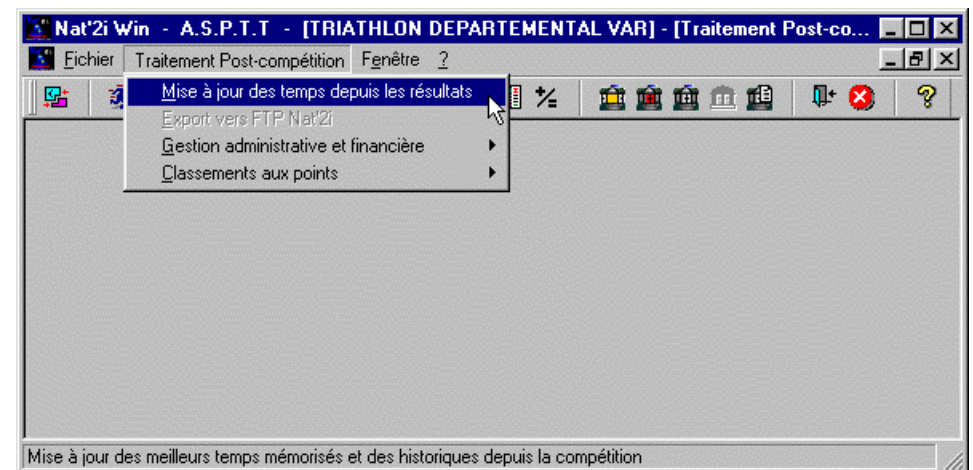 Nat'2i Win - A.S.P.T.T - [TRIATHLON DEPARTEMENTAL VAR] - [Traitement Post-co...
Fichier Traitement Post-compétition Fenêtre ?
Mise à jour des temps depuis les résultats
Export vers FTP Nat'2i
Gestion administrative et financière
Classements aux points
Mise à jour des meilleurs temps mémorisés et des historiques depuis la compétition